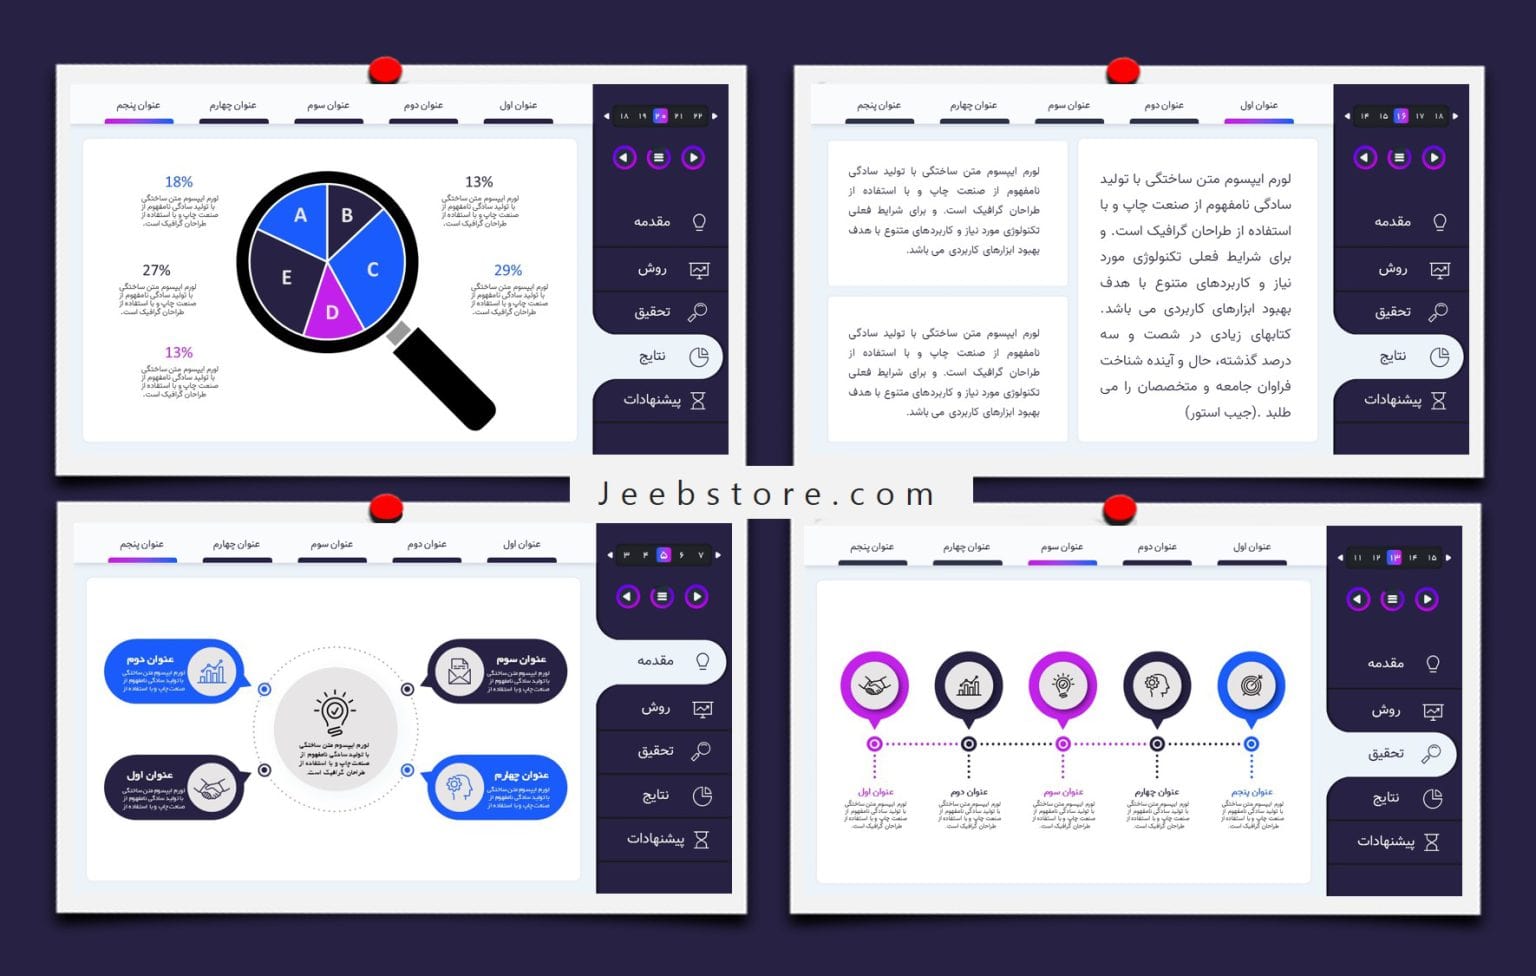 عنوان اول
عنوان دوم
عنوان سوم
عنوان چهارم
عنوان پنجم
◀ ۱۸ ۱۹ ۲۰ ۲۱ ۲۲ ▶
مقدمه
روش
تحقیق
نتایج
پیشنهادات
13%
لورم ایپسوم متن ساختگی
با تولید سادگی نامفهوم از
صنعت چاپ و با استفاده از
طراحان گرافیک است.
29%
لورم ایپسوم متن ساختگی
با تولید سادگی نامفهوم از
صنعت چاپ و با استفاده از
طراحان گرافیک است.
18%
لورم ایپسوم متن ساختگی
با تولید سادگی نامفهوم از
صنعت چاپ و با استفاده از
طراحان گرافیک است.
27%
لورم ایپسوم متن ساختگی
با تولید سادگی نامفهوم از
صنعت چاپ و با استفاده از
طراحان گرافیک است.
13%
لورم ایپسوم متن ساختگی
با تولید سادگی نامفهوم از
صنعت چاپ و با استفاده از
طراحان گرافیک است.
A
B
C
D
E
عنوان اول
عنوان دوم
عنوان سوم
عنوان چهارم
عنوان پنجم
◀ ۱۴ ۱۵ ۱۶ ۱۷ ۱۸ ▶
مقدمه
روش
تحقیق
نتایج
پیشنهادات
لورم ایپسوم متن ساختگی با تولید
سادگی نامفهوم از صنعت چاپ و با
استفاده از طراحان گرافیک است. و
برای شرایط فعلی تکنولوژی مورد
نیاز و کاربردهای متنوع با هدف
بهبود ابزارهای کاربردی می باشد.
کتابهای زیادی در شصت و سه
درصد گذشته، حال و آینده شناخت
فراوان جامعه و متخصصان را می
طلبد .(جیب استور)
لورم ایپسوم متن ساختگی با تولید سادگی
نامفهوم از صنعت چاپ و با استفاده از
طراحان گرافیک است. و برای شرایط فعلی
تکنولوژی مورد نیاز و کاربردهای متنوع با هدف
بهبود ابزارهای کاربردی می باشد.
لورم ایپسوم متن ساختگی با تولید سادگی
نامفهوم از صنعت چاپ و با استفاده از
طراحان گرافیک است. و برای شرایط فعلی
تکنولوژی مورد نیاز و کاربردهای متنوع با هدف
بهبود ابزارهای کاربردی می باشد.
Jeebstore.com
عنوان اول
عنوان دوم
عنوان سوم
عنوان چهارم
عنوان پنجم
◀ ۳ ۴ ۵ ۶ ۷ ▶
مقدمه
روش
تحقیق
نتایج
پیشنهادات
عنوان سوم
لورم ایپسوم متن ساختگی
با تولید سادگی نامفهوم از
صنعت چاپ و با استفاده از
عنوان دوم
لورم ایپسوم متن ساختگی
با تولید سادگی نامفهوم از
صنعت چاپ و با استفاده از
لورم ایپسوم متن ساختگی
با تولید سادگی نامفهوم از
صنعت چاپ و با استفاده از
طراحان گرافیک است.
عنوان چهارم
لورم ایپسوم متن ساختگی
با تولید سادگی نامفهوم از
صنعت چاپ و با استفاده از
عنوان اول
لورم ایپسوم متن ساختگی
با تولید سادگی نامفهوم از
صنعت چاپ و با استفاده از
عنوان اول
عنوان دوم
عنوان سوم
عنوان چهارم
عنوان پنجم
◀ ۱۱ ۱۲ ۱۳ ۱۴ ۱۵ ▶
مقدمه
روش
تحقیق
نتایج
پیشنهادات
عنوان پنجم
لورم ایپسوم متن ساختگی
با تولید سادگی نامفهوم از
صنعت چاپ و با استفاده از
طراحان گرافیک است.
عنوان چهارم
لورم ایپسوم متن ساختگی
با تولید سادگی نامفهوم از
صنعت چاپ و با استفاده از
طراحان گرافیک است.
عنوان سوم
لورم ایپسوم متن ساختگی
با تولید سادگی نامفهوم از
صنعت چاپ و با استفاده از
طراحان گرافیک است.
عنوان دوم
لورم ایپسوم متن ساختگی
با تولید سادگی نامفهوم از
صنعت چاپ و با استفاده از
طراحان گرافیک است.
عنوان اول
لورم ایپسوم متن ساختگی
با تولید سادگی نامفهوم از
صنعت چاپ و با استفاده از
طراحان گرافیک است.